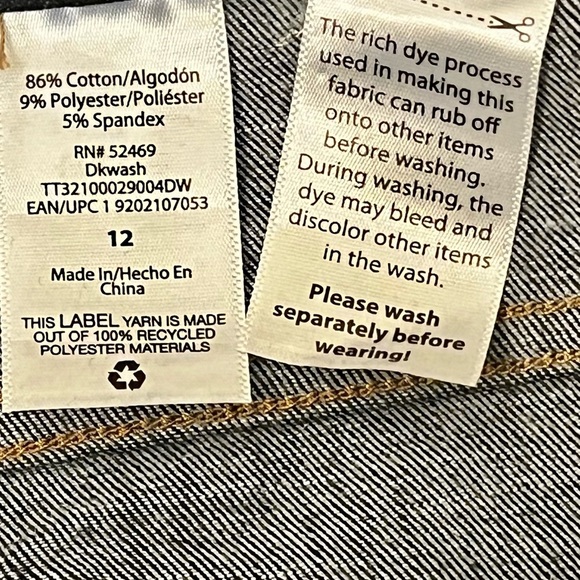 86% Cotton/Algodón
9% Polyester/Poliéster
5% Spandex
RN# 52469
Dkwash
TT32100029004DW
EAN/UPC 1 9202107053
12
Made In/Hecho En
China
THIS LABEL YARN IS MADE
OUT OF 100% RECYCLED
POLYESTER MATERIALS
The rich dye process
used in making this
fabric can rub off
onto other items
before washing.
During washing, the
dye may bleed and
discolor other items
in the wash.
Please wash
separately before
wearing!